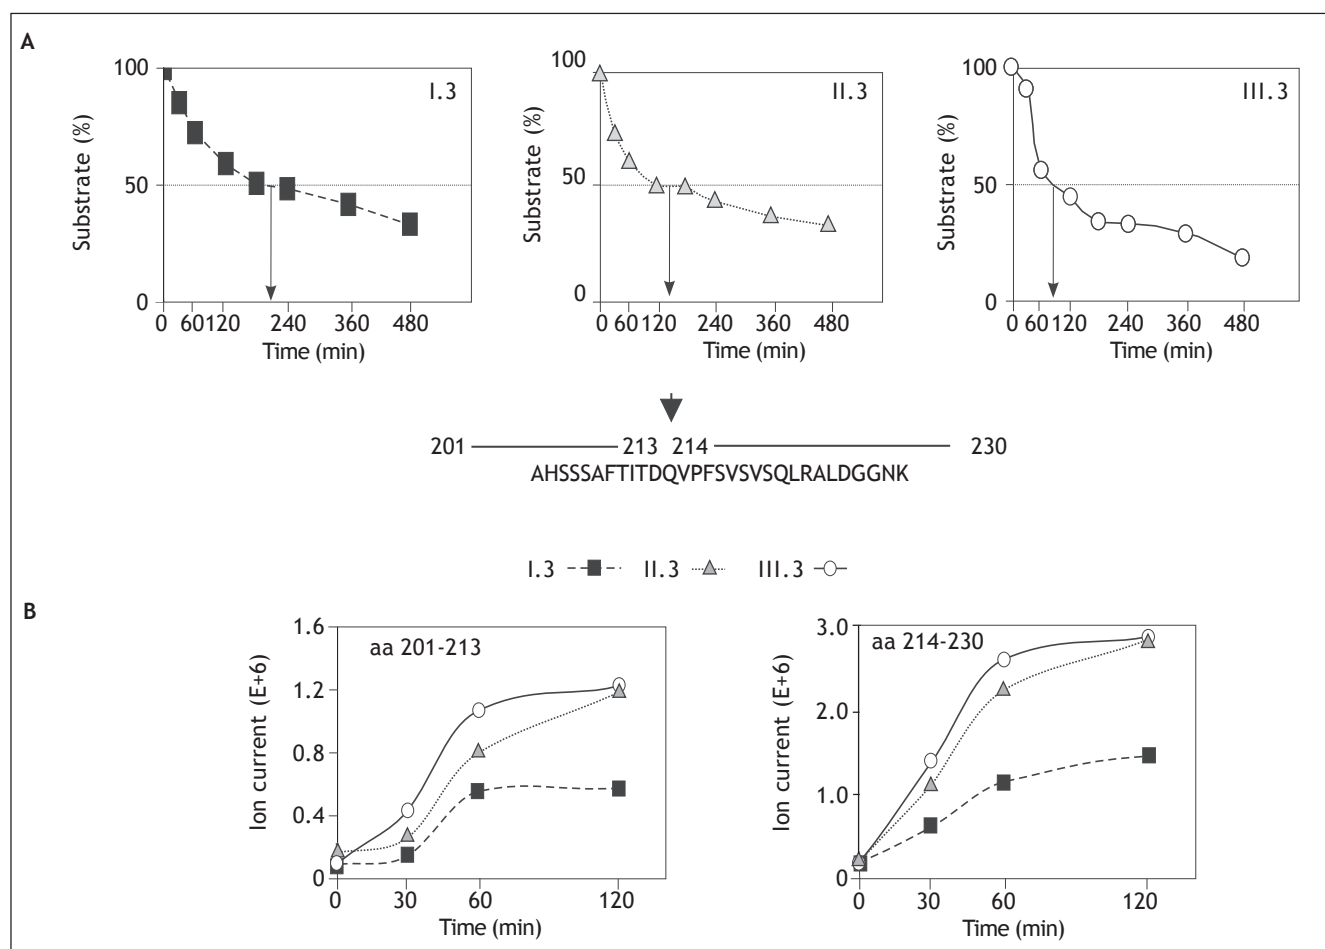 A
I.3
II.3
III.3
Substrate (%)
100
50
0
0 60 120 240 360 480
Time (min)
Substrate (%)
100
50
0
0 60 120 240 360 480
Time (min)
Substrate (%)
100
50
0
0 60 120 240 360 480
Time (min)
201 213 214 230
AHSSSAFTITDQVPFSVSVSQLRALDGGNK
I.3 II.3 III.3
B
aa 201-213
Ion current (E+6)
1.6
1.2
0.8
0.4
0
0 30 60 120
Time (min)
aa 214-230
Ion current (E+6)
3.0
2.0
1.0
0
0 30 60 120
Time (min)